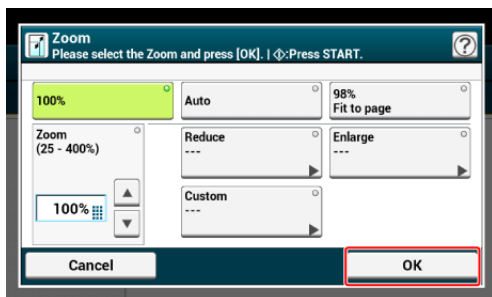 Zoom
Please select the Zoom and press [OK]. | :Press START.
?
100%
Auto
98%
Fit to page
Zoom
(25 - 400%)
Reduce
---
Enlarge
---
100%
Custom
---
Cancel
OK